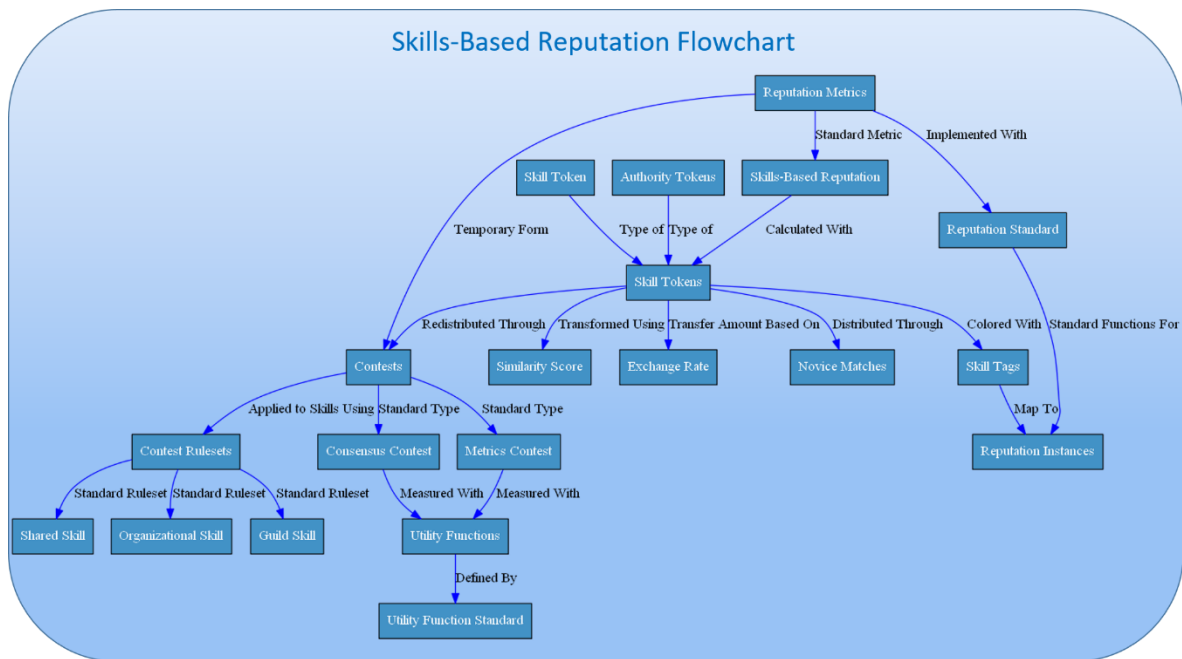 Skills-Based Reputation Flowchart
Reputation Metrics
Standard Metric
Implemented With
Skill Token
Authority Tokens
Skills-Based Reputation
Temporary Form
Type of
Type of
Calculated With
Reputation Standard
Skill Tokens
Redistributed Through
Transformed Using
Transfer Amount Based On
Distributed Through
Colored With
Standard Functions For
Contests
Similarity Score
Exchange Rate
Novice Matches
Skill Tags
Applied to Skills Using
Standard Type
Standard Type
Map To
Contest Rulesets
Consensus Contest
Metrics Contest
Reputation Instances
Standard Ruleset
Standard Ruleset
Standard Ruleset
Measured With
Measured With
Shared Skill
Organizational Skill
Guild Skill
Utility Functions
Defined By
Utility Function Standard